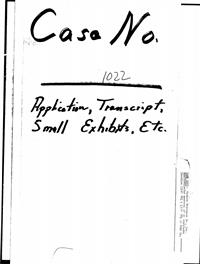 Case No.
1022
Application, Transcript,
Small Exhibits, Etc.